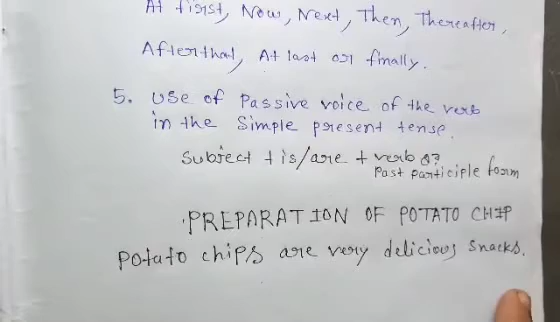 At first, Now, Next, Then, Thereafter,
After that, At last or finally.
5. Use of Passive voice of the verb
in the Simple present tense.
Subject + is/are + verb
Past participle form
PREPARATION OF POTATO CHIP
Potato chips are very delicious snacks.